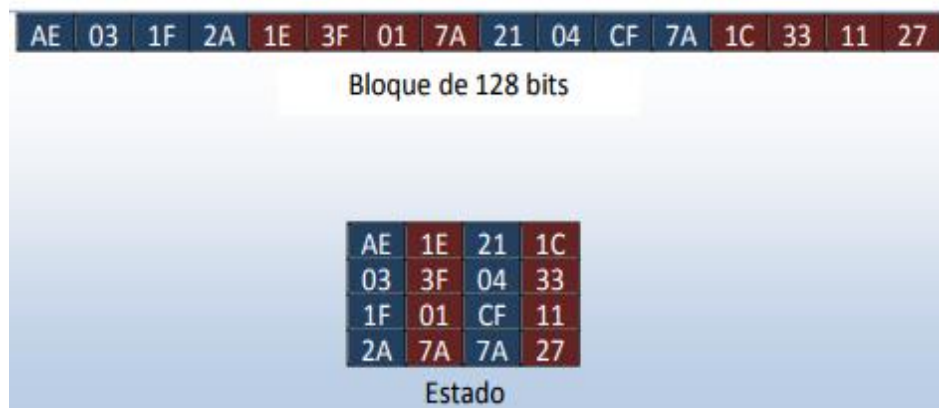 AE 03 1F 2A 1E 3F 01 7A 21 04 CF 7A 1C 33 11 27
Bloque de 128 bits
AE 1E 21 1C
03 3F 04 33
1F 01 CF 11
2A 7A 7A 27
Estado